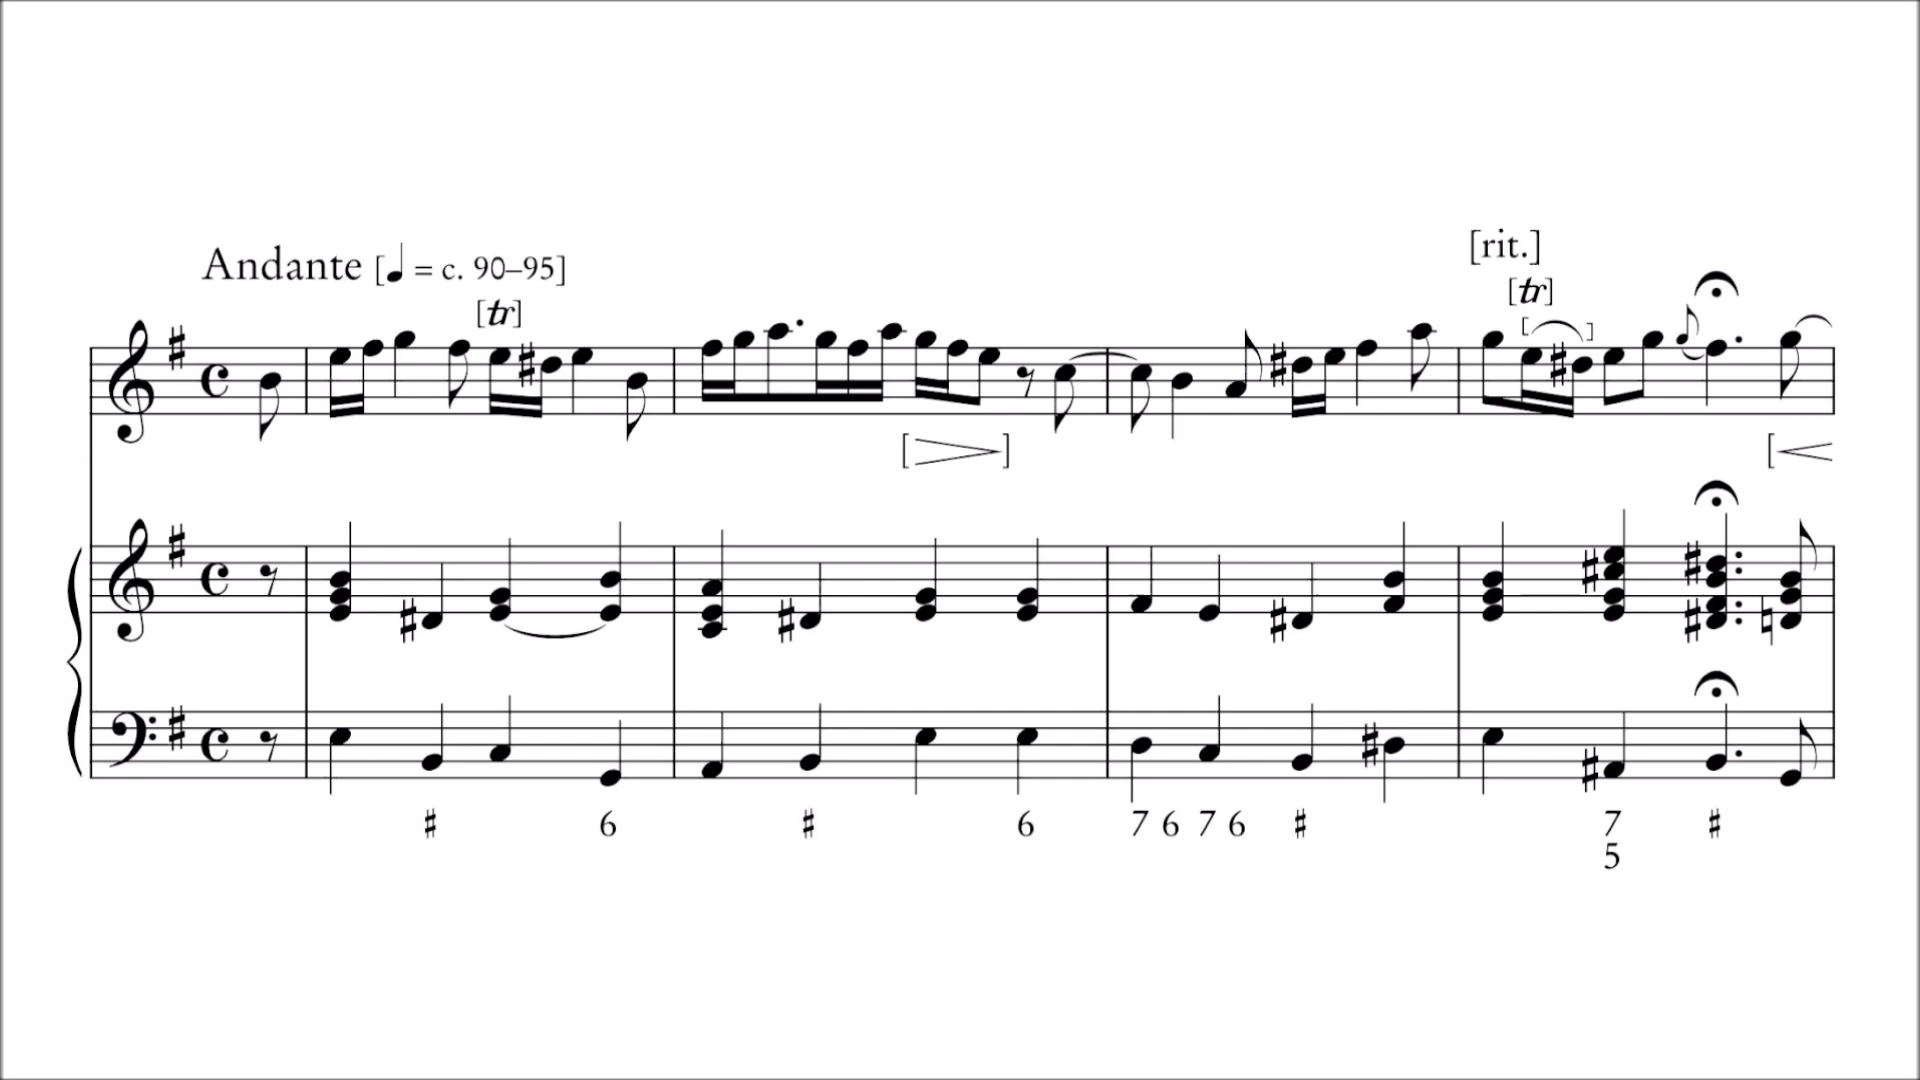 [rit.]
Andante [♩ = c. 90–95]
[tr]
[tr]
♯ 6 ♯ 6 7 6 7 6 ♯ 7 ♯
5